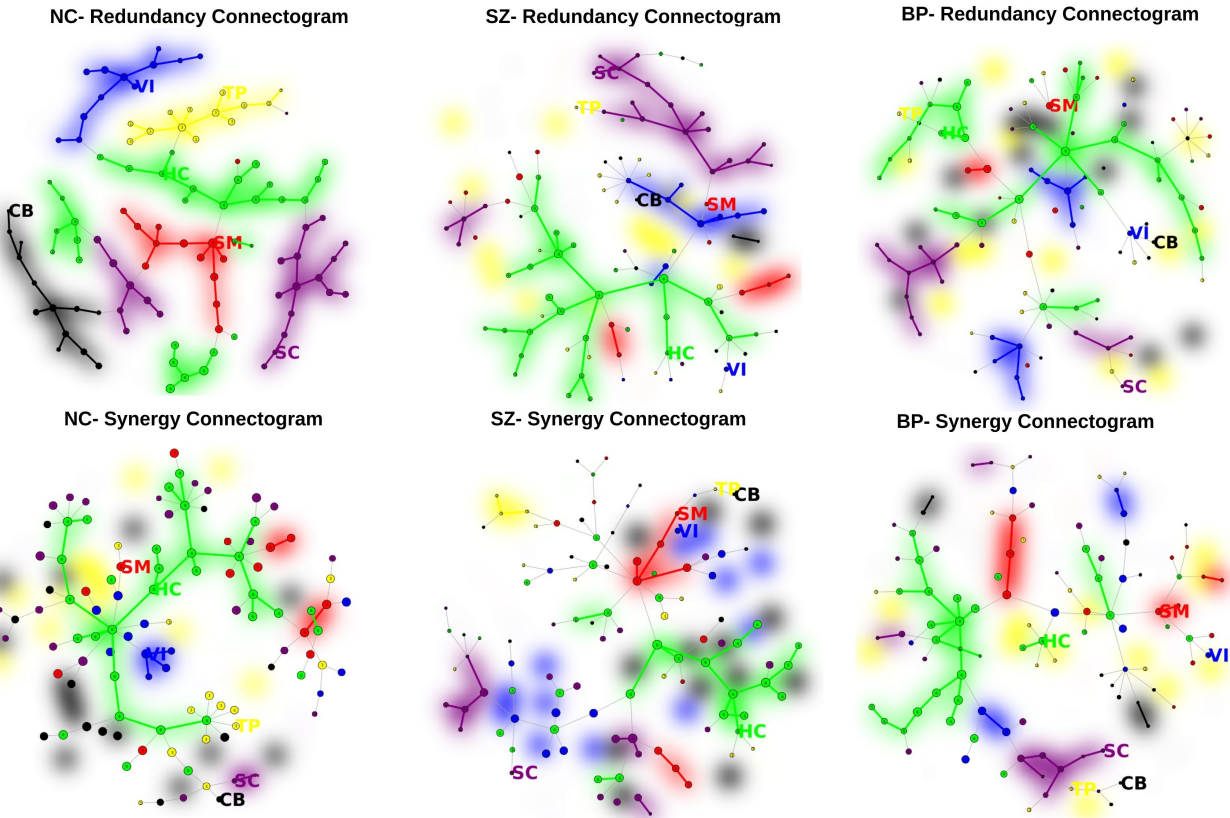 NC- Redundancy Connectogram
SZ- Redundancy Connectogram
BP- Redundancy Connectogram
VI
TP
HC
CB
SM
SC
SC
TP
CB
SM
HC
VI
SM
TP
HC
VI
CB
SC
NC- Synergy Connectogram
SZ- Synergy Connectogram
BP- Synergy Connectogram
SM
HC
VI
TP
SC
CB
TP
CB
SM
VI
HC
SC
SM
HC
VI
SC
TP
CB